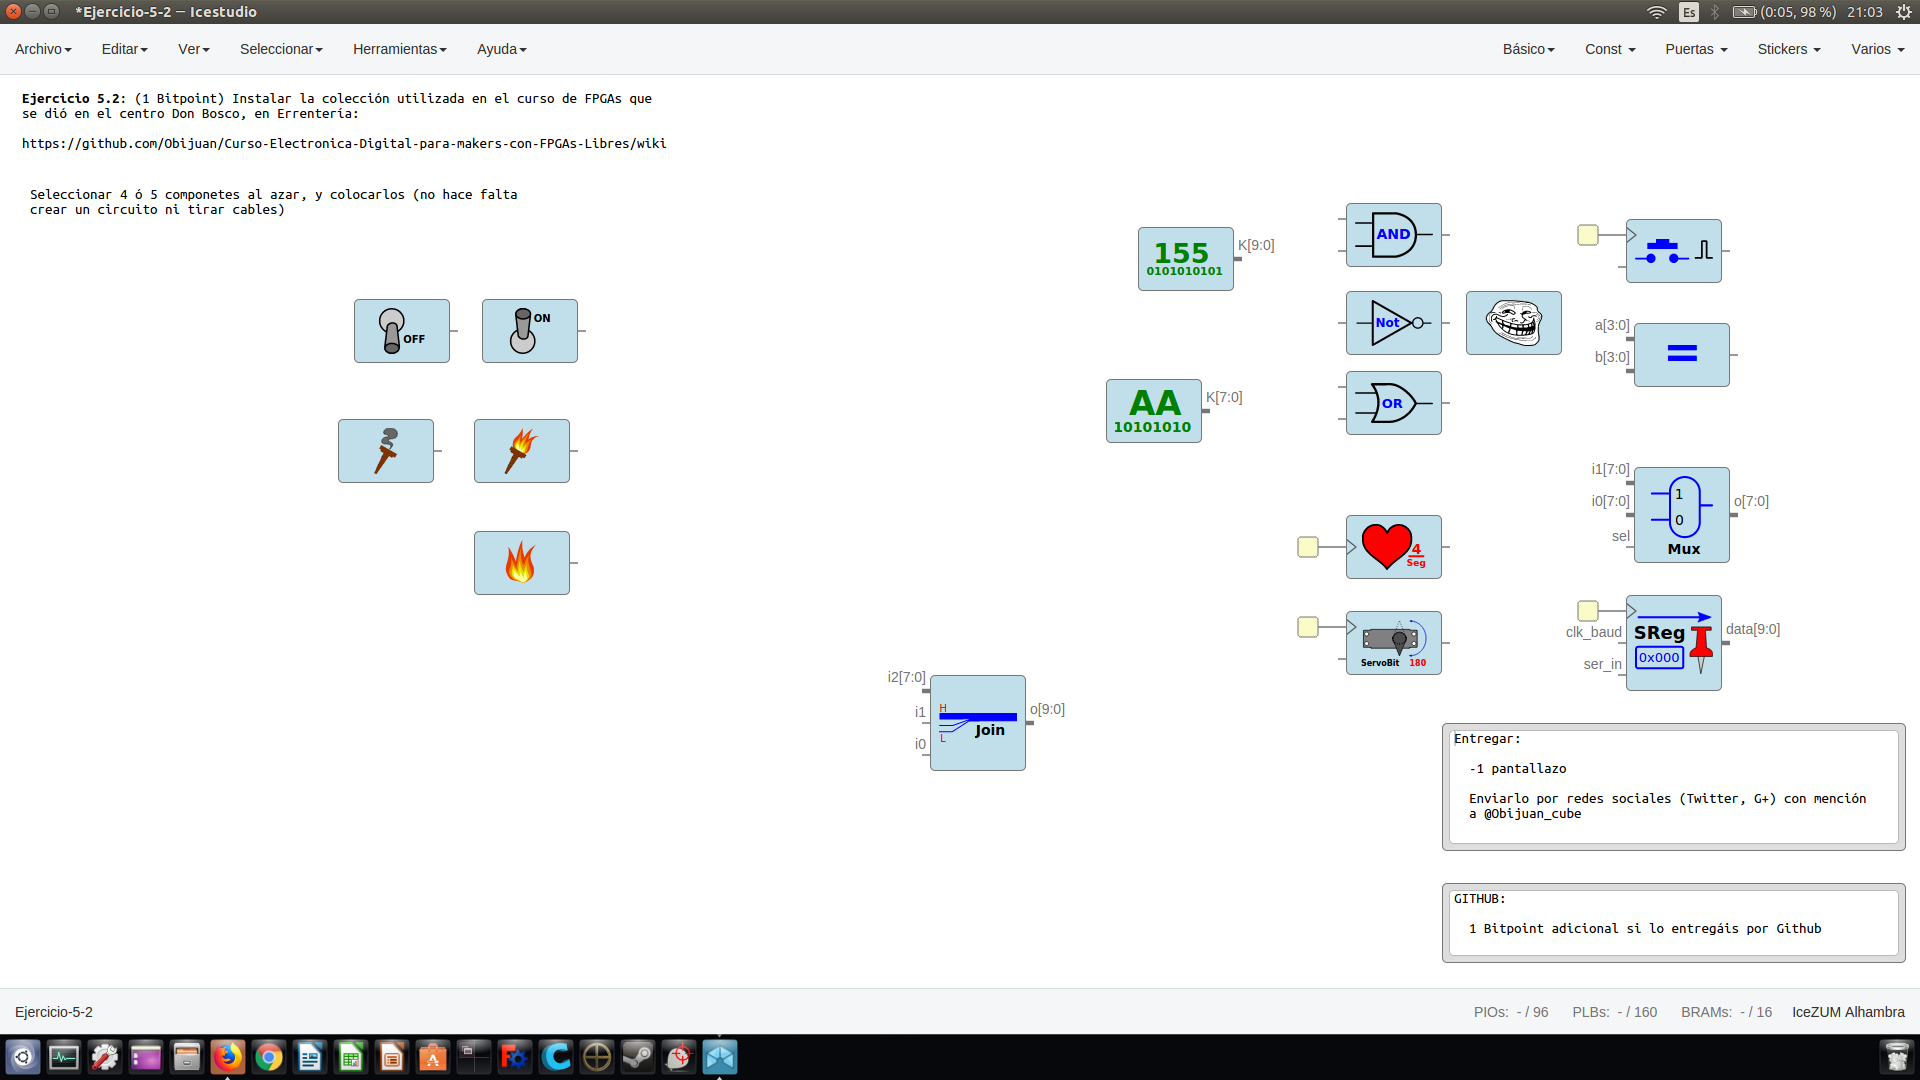 *Ejercicio-5-2 — Icestudio
Es
(0:05, 98 %)
21:03
Archivo Editar Ver Seleccionar Herramientas Ayuda
Básico Const Puertas Stickers Varios
Ejercicio 5.2: (1 Bitpoint) Instalar la colección utilizada en el curso de FPGAs que
se dió en el centro Don Bosco, en Errentería:
https://github.com/Obijuan/Curso-Electronica-Digital-para-makers-con-FPGAs-Libres/wiki
Seleccionar 4 ó 5 componetes al azar, y colocarlos (no hace falta
crear un circuito ni tirar cables)
OFF
ON
155
0101010101
K[9:0]
AND
Not
a[3:0]
b[3:0]
=
AA
10101010
K[7:0]
OR
i1[7:0]
i0[7:0]
sel
1
0
Mux
o[7:0]
4
Seg
ServoBit 180
clk_baud
ser_in
SReg
0x000
data[9:0]
i2[7:0]
i1
i0
H
L
Join
o[9:0]
Entregar:
-1 pantallazo
Enviarlo por redes sociales (Twitter, G+) con mención
a @Obijuan_cube
GITHUB:
1 Bitpoint adicional si lo entregáis por Github
Ejercicio-5-2
PIOs: - / 96 PLBs: - / 160 BRAMs: - / 16 IceZUM Alhambra